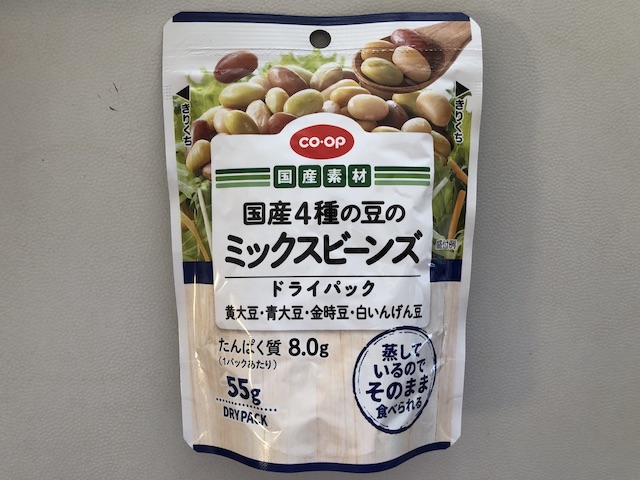 きりくち
きりくち
CO·OP
国産素材
国産4種の豆の
ミックスビーンズ
盛付例
ドライパック
黄大豆・青大豆・金時豆・白いんげん豆
たんぱく質 8.0g
(1パックあたり)
55g
DRY PACK
蒸して
いるので
そのまま
食べられる